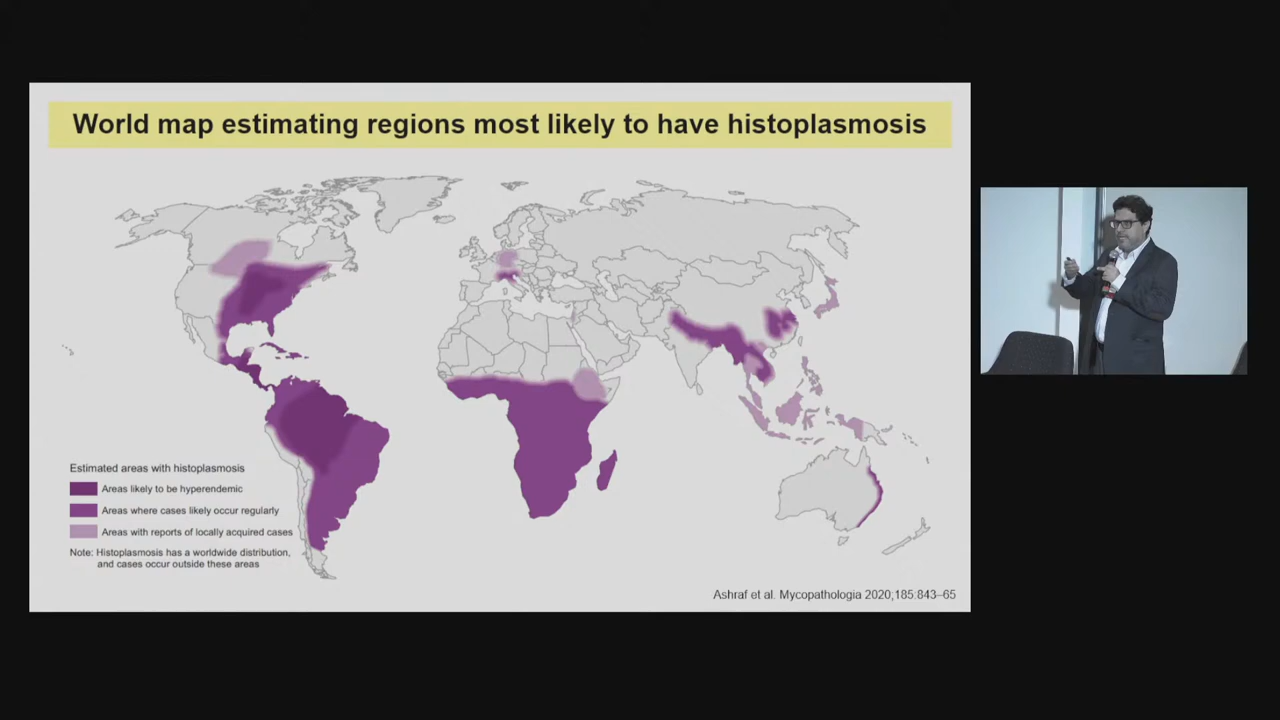 World map estimating regions most likely to have histoplasmosis
Estimated areas with histoplasmosis
Areas likely to be hyperendemic
Areas where cases likely occur regularly
Areas with reports of locally acquired cases
Note: Histoplasmosis has a worldwide distribution,
and cases occur outside these areas
Ashraf et al. Mycopathologia 2020;185:843–65